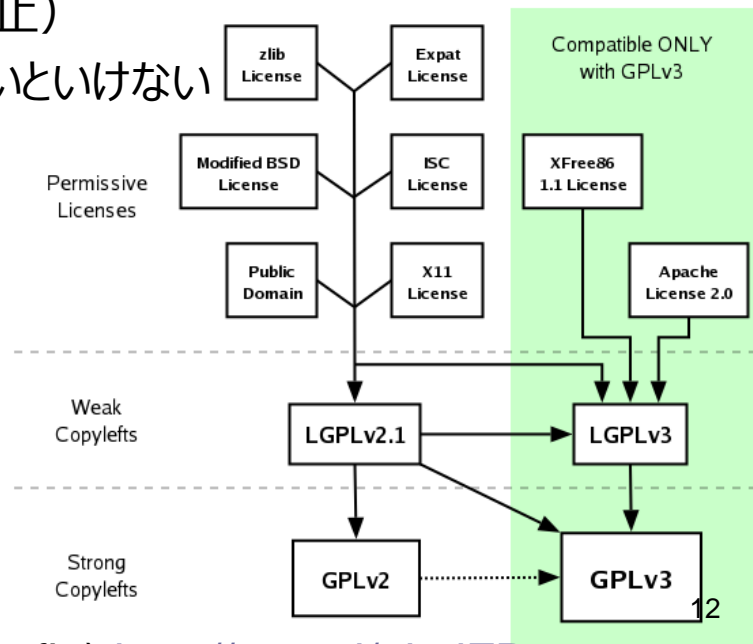 止）
いといけない
zlib
License
Expat
License
Compatible ONLY
with GPLv3
Permissive
Licenses
Modified BSD
License
ISC
License
XFree86
1.1 License
Public
Domain
X11
License
Apache
License 2.0
Weak
Copylefts
LGPLv2.1
LGPLv3
Strong
Copylefts
GPLv2
GPLv3
12